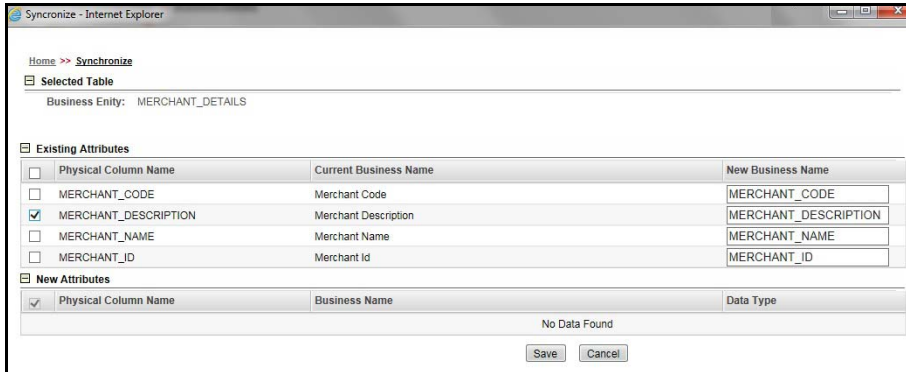 Syncronize - Internet Explorer
Home >> Synchronize
Selected Table
Business Enity: MERCHANT_DETAILS
Existing Attributes
Physical Column Name Current Business Name New Business Name
MERCHANT_CODE Merchant Code MERCHANT_CODE
MERCHANT_DESCRIPTION Merchant Description MERCHANT_DESCRIPTION
MERCHANT_NAME Merchant Name MERCHANT_NAME
MERCHANT_ID Merchant Id MERCHANT_ID
New Attributes
Physical Column Name Business Name Data Type
No Data Found
Save Cancel